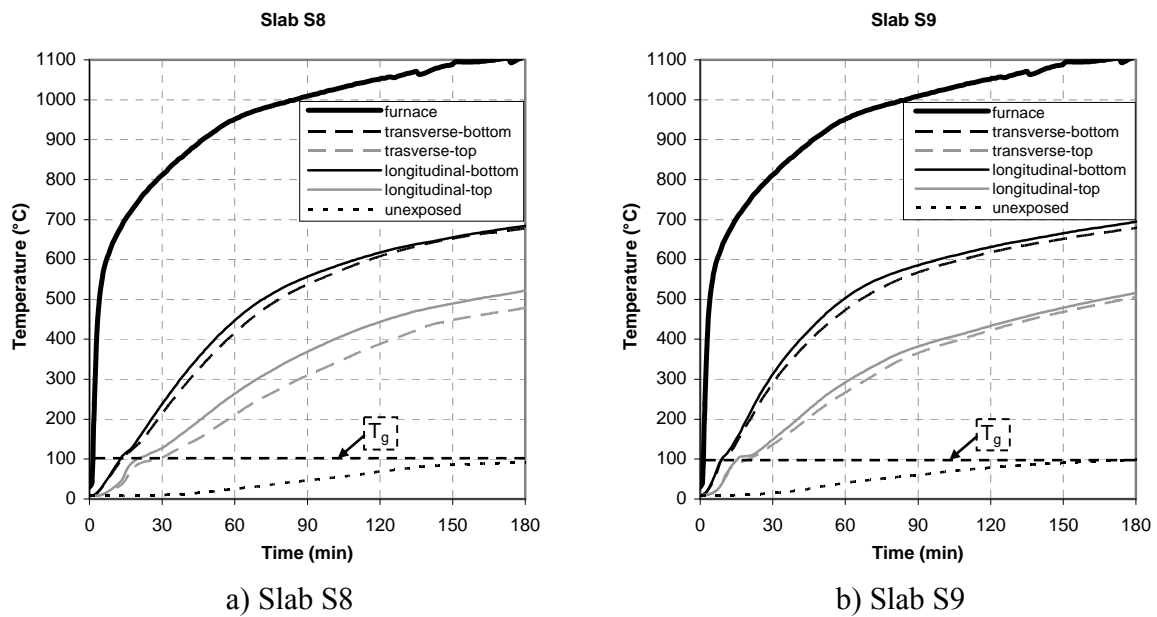 Slab S8
1100
1000
900
800
700
600
500
400
300
200
100
0
Temperature (°C)
furnace
transverse-bottom
trasverse-top
longitudinal-bottom
longitudinal-top
unexposed
Tg
0 30 60 90 120 150 180
Time (min)
a) Slab S8
Slab S9
1100
1000
900
800
700
600
500
400
300
200
100
0
Temperature (°C)
furnace
transverse-bottom
transverse-top
longitudinal-bottom
longitudinal-top
unexposed
Tg
0 30 60 90 120 150 180
Time (min)
b) Slab S9